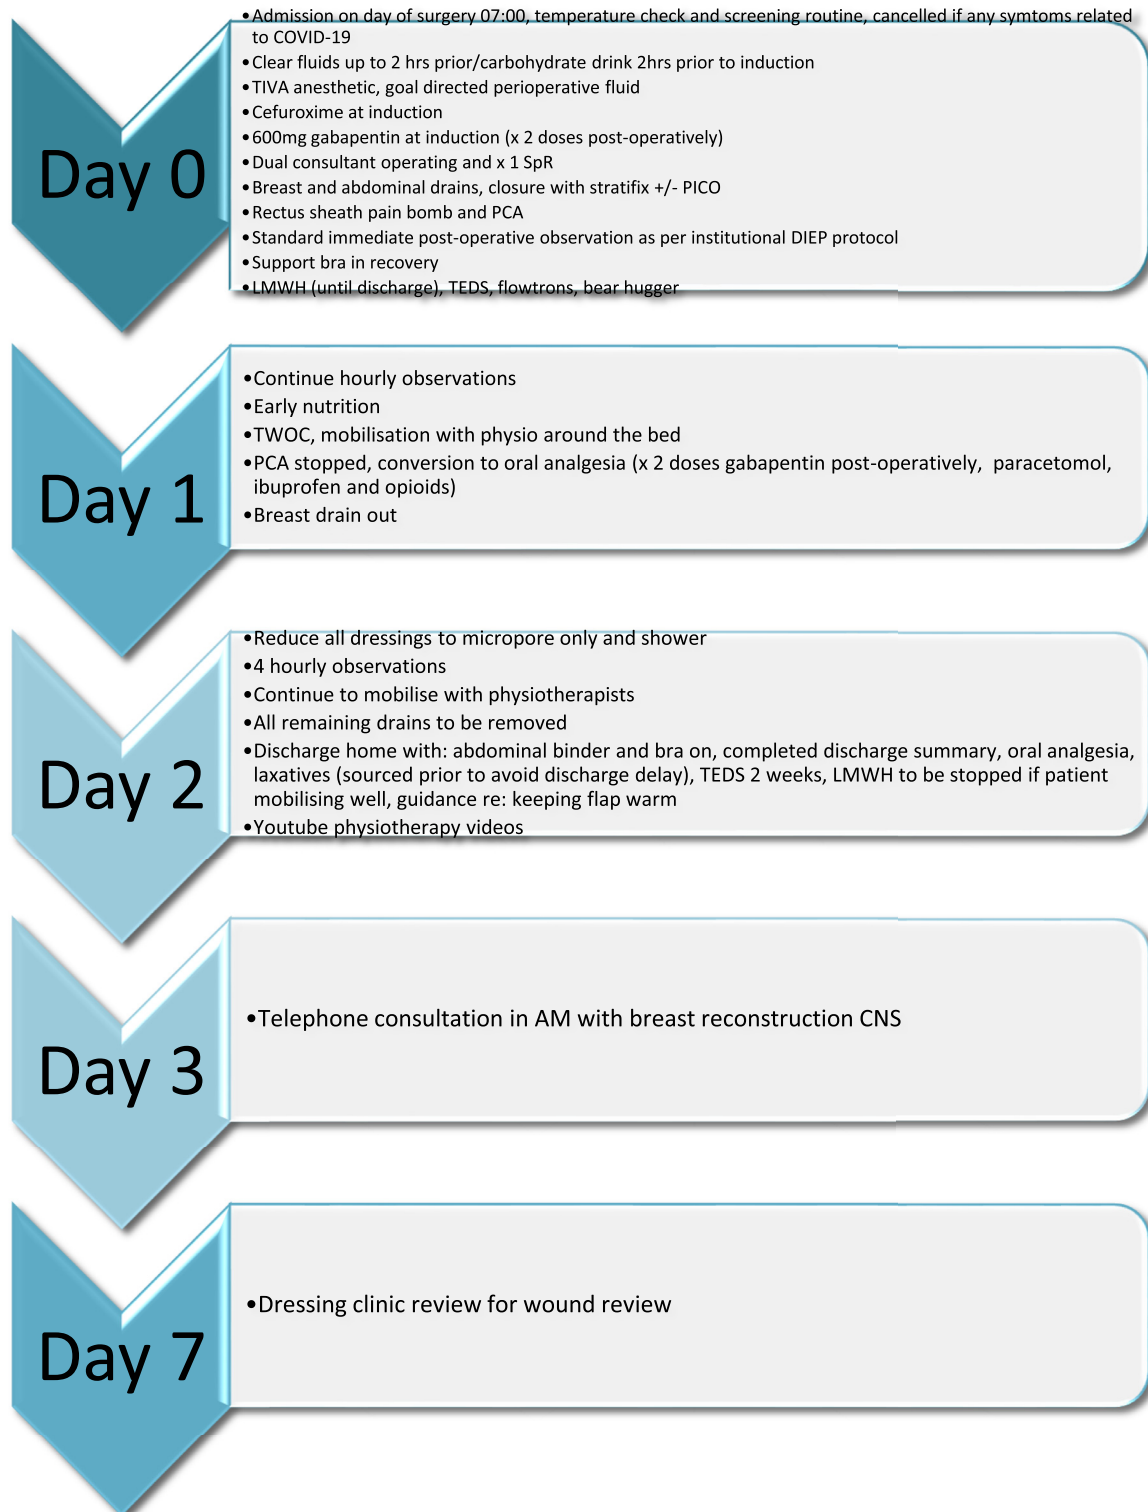 Day 0
•Admission on day of surgery 07:00, temperature check and screening routine, cancelled if any symtoms related
to COVID-19
•Clear fluids up to 2 hrs prior/carbohydrate drink 2hrs prior to induction
•TIVA anesthetic, goal directed perioperative fluid
•Cefuroxime at induction
•600mg gabapentin at induction (x 2 doses post-operatively)
•Dual consultant operating and x 1 SpR
•Breast and abdominal drains, closure with stratifix +/- PICO
•Rectus sheath pain bomb and PCA
•Standard immediate post-operative observation as per institutional DIEP protocol
•Support bra in recovery
•LMWH (until discharge), TEDS, flowtrons, bear hugger
Day 1
•Continue hourly observations
•Early nutrition
•TWOC, mobilisation with physio around the bed
•PCA stopped, conversion to oral analgesia (x 2 doses gabapentin post-operatively, paracetomol,
ibuprofen and opioids)
•Breast drain out
Day 2
•Reduce all dressings to micropore only and shower
•4 hourly observations
•Continue to mobilise with physiotherapists
•All remaining drains to be removed
•Discharge home with: abdominal binder and bra on, completed discharge summary, oral analgesia,
laxatives (sourced prior to avoid discharge delay), TEDS 2 weeks, LMWH to be stopped if patient
mobilising well, guidance re: keeping flap warm
•Youtube physiotherapy videos
Day 3
•Telephone consultation in AM with breast reconstruction CNS
Day 7
•Dressing clinic review for wound review